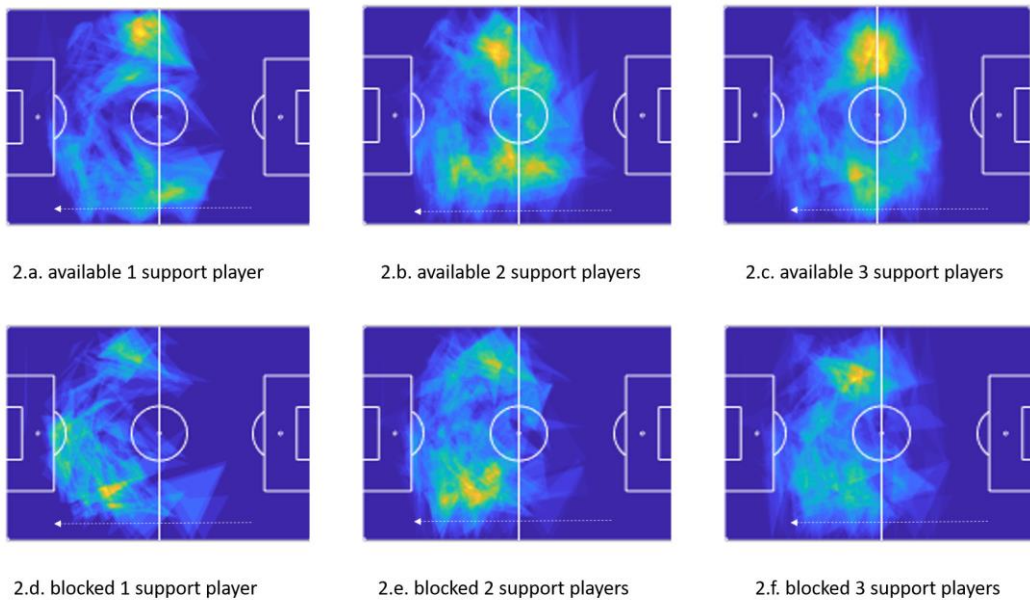 2.a. available 1 support player
2.b. available 2 support players
2.c. available 3 support players
2.d. blocked 1 support player
2.e. blocked 2 support players
2.f. blocked 3 support players